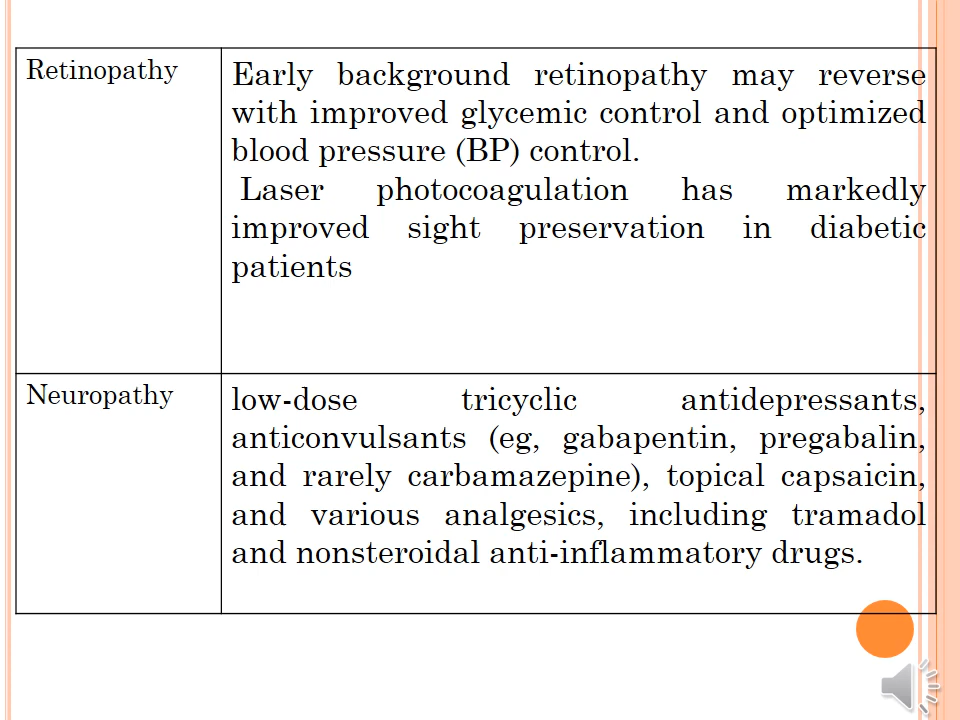 Retinopathy
Early background retinopathy may reverse
with improved glycemic control and optimized
blood pressure (BP) control.
Laser photocoagulation has markedly
improved sight preservation in diabetic
patients
Neuropathy
low-dose tricyclic antidepressants,
anticonvulsants (eg, gabapentin, pregabalin,
and rarely carbamazepine), topical capsaicin,
and various analgesics, including tramadol
and nonsteroidal anti-inflammatory drugs.